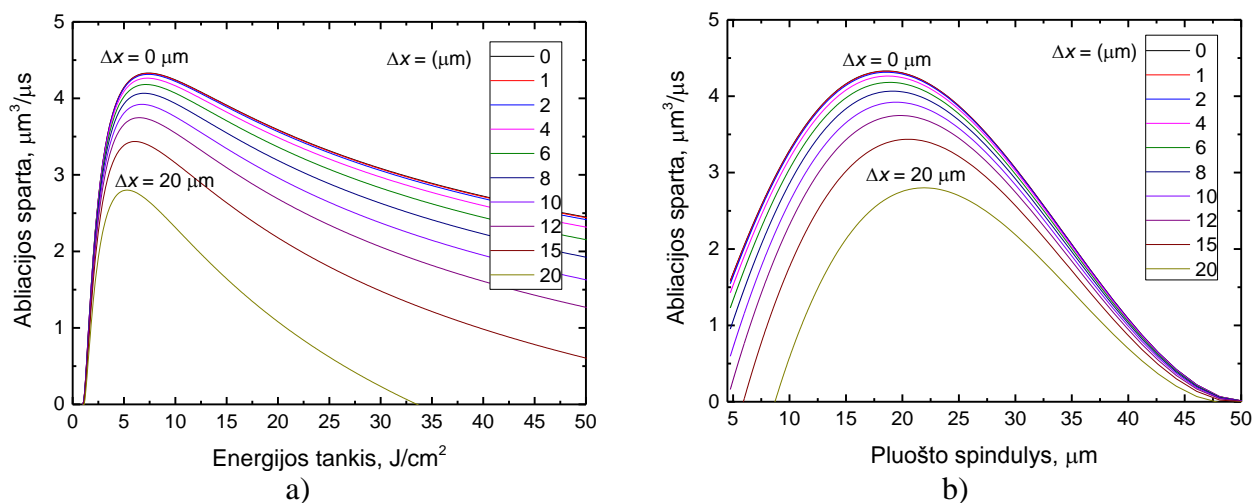 5
4
3
2
1
0
0 5 10 15 20 25 30 35 40 45 50
Abliacijos sparta, μm³/μs
Energijos tankis, J/cm²
Δx = 0 μm
Δx = 20 μm
Δx = (μm)
0
1
2
4
6
8
10
12
15
20
a)
5
4
3
2
1
0
5 10 15 20 25 30 35 40 45 50
Abliacijos sparta, μm³/μs
Pluošto spindulys, μm
Δx = 0 μm
Δx = 20 μm
Δx = (μm)
0
1
2
4
6
8
10
12
15
20
b)